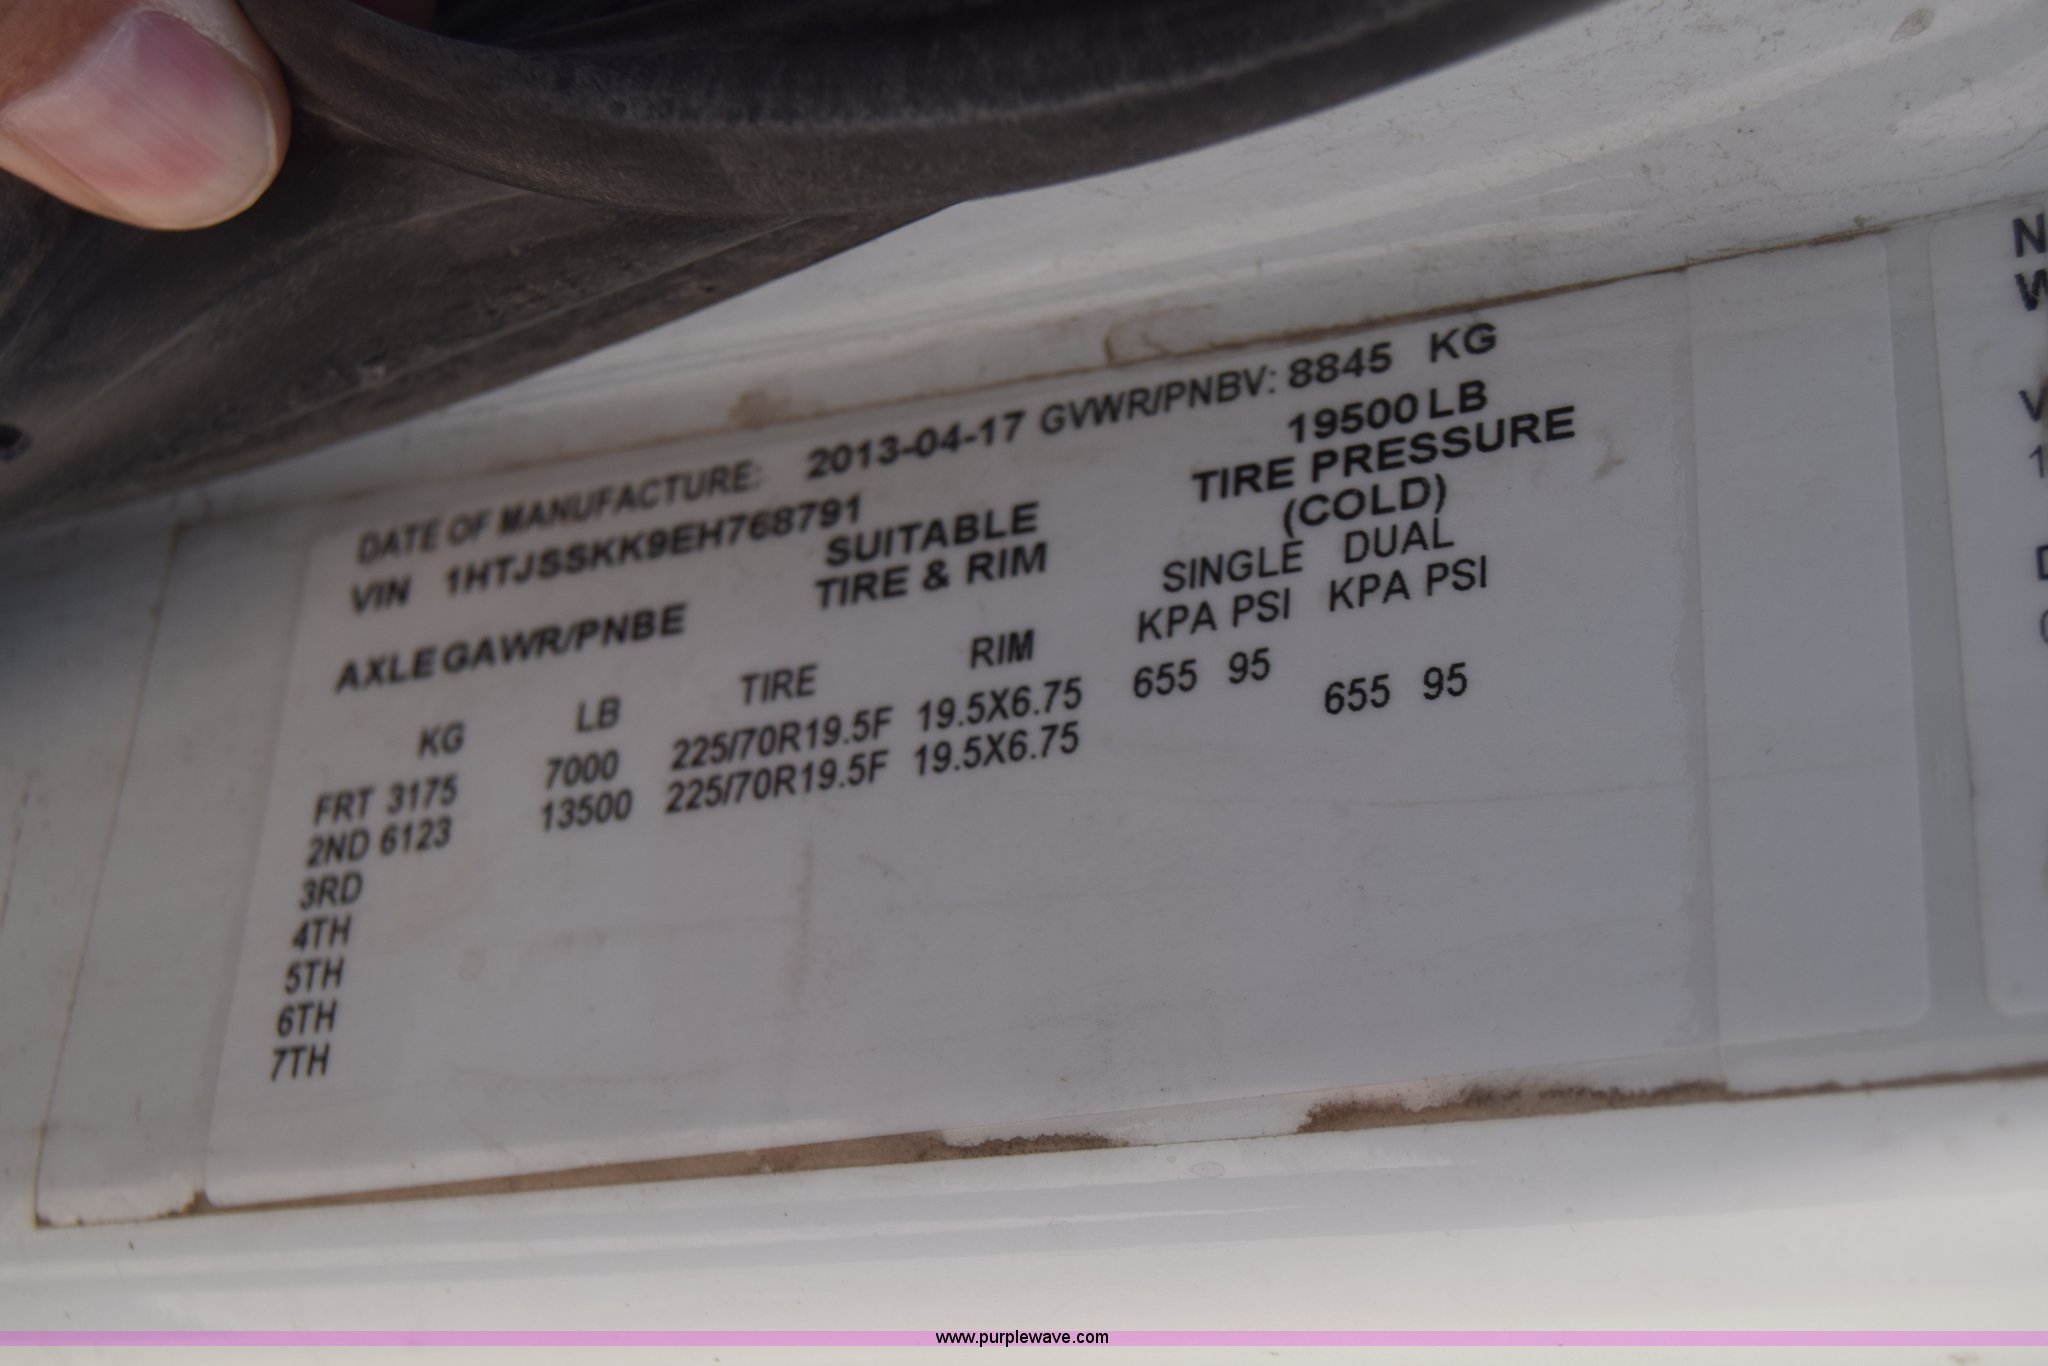 DATE OF MANUFACTURE: 2013-04-17 GVWR/PNBV: 8845 KG
19500 LB
VIN 1HTJSSKK9EH768791
SUITABLE
TIRE & RIM
TIRE PRESSURE
(COLD)
AXLE GAWR/PNBE
SINGLE DUAL
KG LB TIRE RIM KPA PSI KPA PSI
FRT 3175 7000 225/70R19.5F 19.5X6.75 655 95
2ND 6123 13500 225/70R19.5F 19.5X6.75 655 95
3RD
4TH
5TH
6TH
7TH
www.purplewave.com